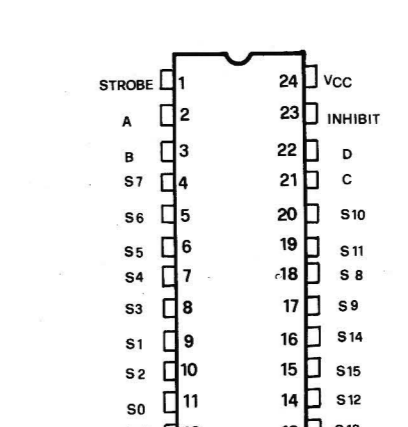 STROBE 1 24 VCC
A 2 23 INHIBIT
B 3 22 D
S7 4 21 C
S6 5 20 S10
S5 6 19 S11
S4 7 18 S8
S3 8 17 S9
S1 9 16 S14
S2 10 15 S15
S0 11 14 S12